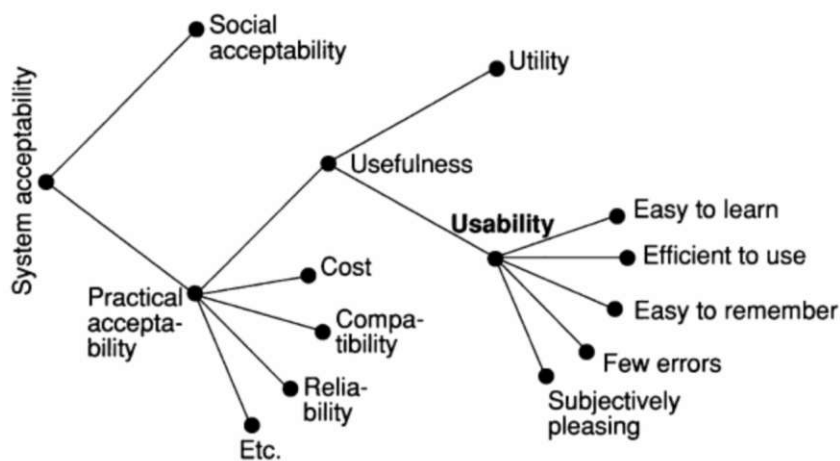 System acceptability
Social
acceptability
Utility
Usefulness
Usability
Easy to learn
Efficient to use
Easy to remember
Few errors
Subjectively
pleasing
Practical
accepta-
bility
Cost
Compa-
tibility
Relia-
bility
Etc.